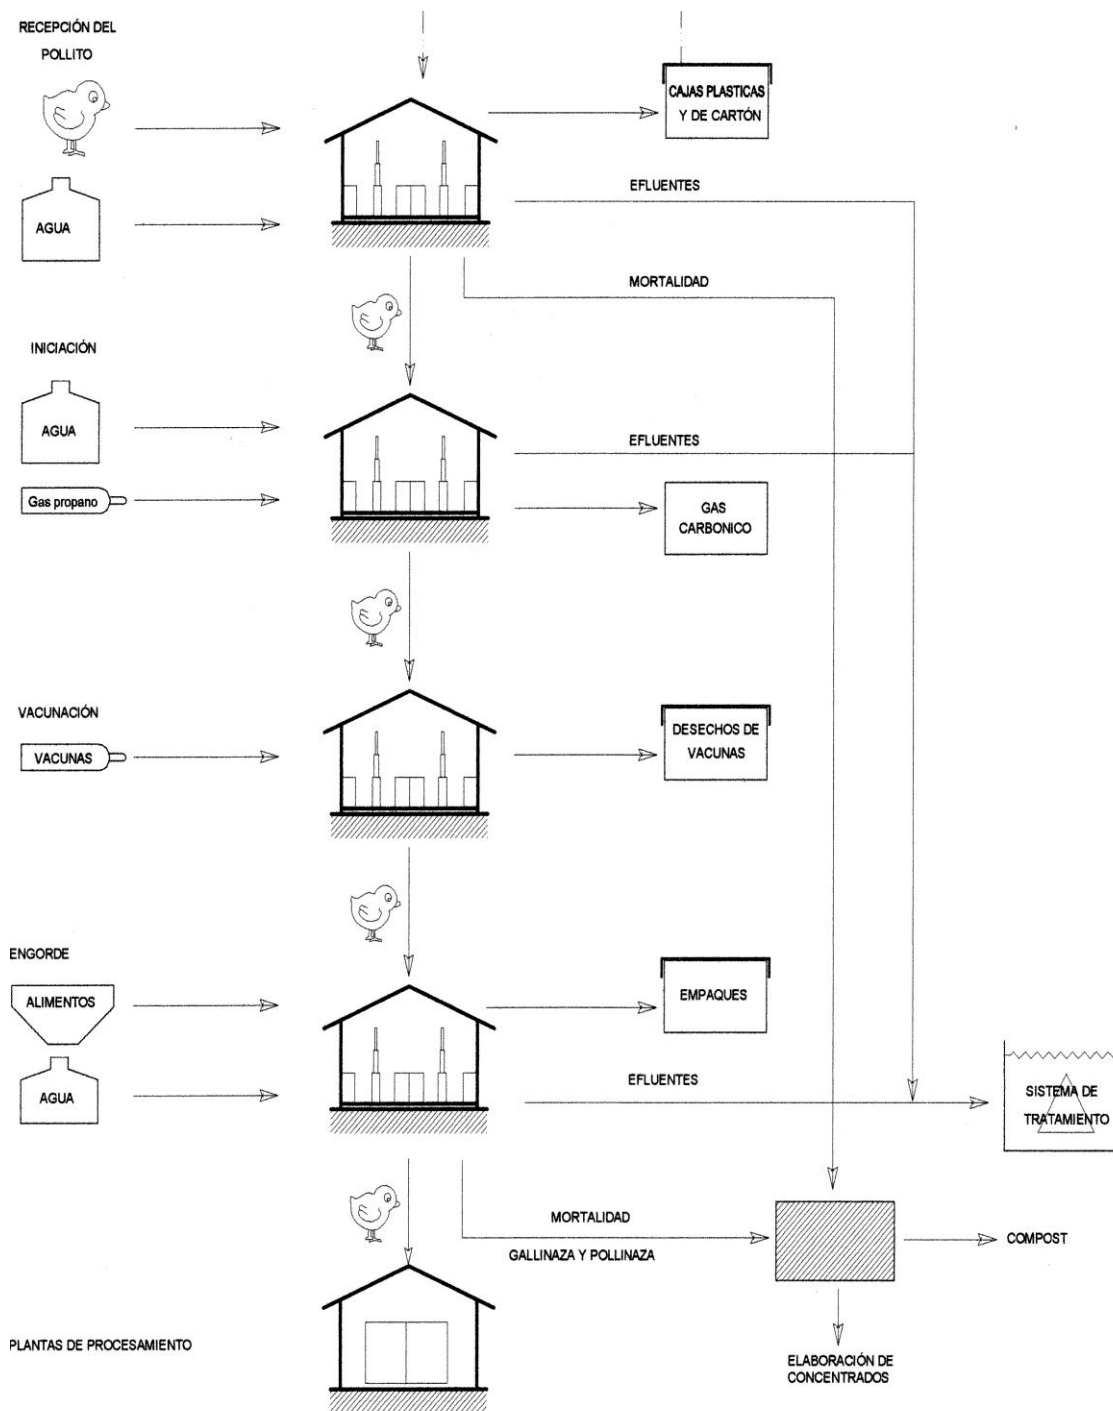 RECEPCIÓN DEL
POLLITO
CAJAS PLASTICAS
Y DE CARTÓN
EFLUENTES
AGUA
MORTALIDAD
INICIACIÓN
AGUA
EFLUENTES
Gas propano
GAS
CARBONICO
VACUNACIÓN
VACUNAS
DESECHOS DE
VACUNAS
ENGORDE
ALIMENTOS
EMPAQUES
EFLUENTES
AGUA
SISTEMA DE
TRATAMIENTO
MORTALIDAD
GALLINAZA Y POLLINAZA
COMPOST
PLANTAS DE PROCESAMIENTO
ELABORACIÓN DE
CONCENTRADOS